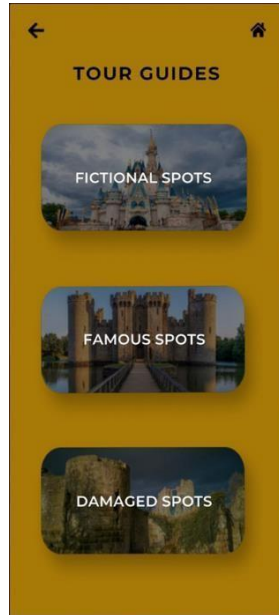 TOUR GUIDES
FICTIONAL SPOTS
FAMOUS SPOTS
DAMAGED SPOTS